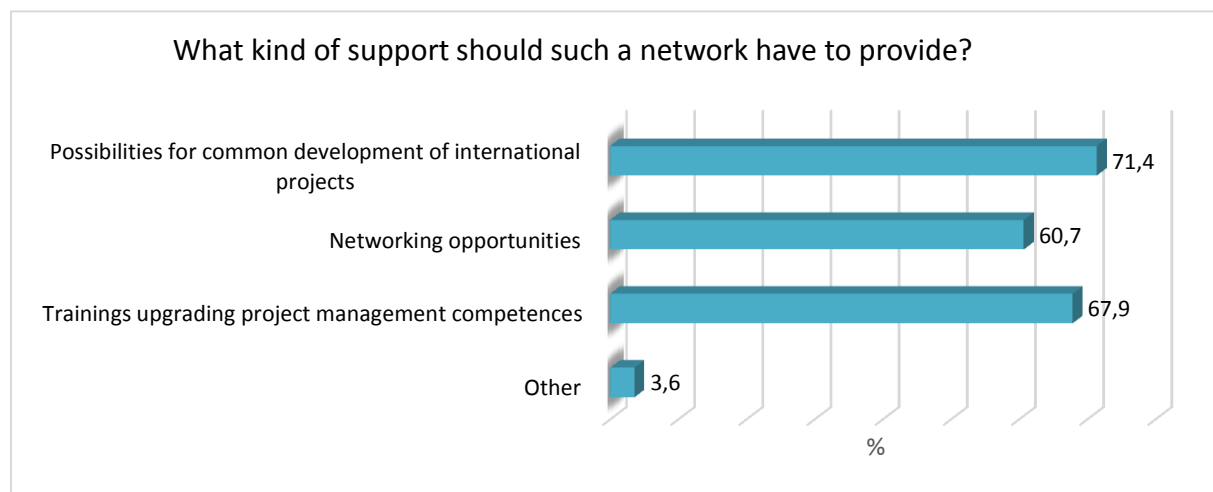 What kind of support should such a network have to provide?
Possibilities for common development of international
projects
71,4
Networking opportunities
60,7
Trainings upgrading project management competences
67,9
Other
3,6
%